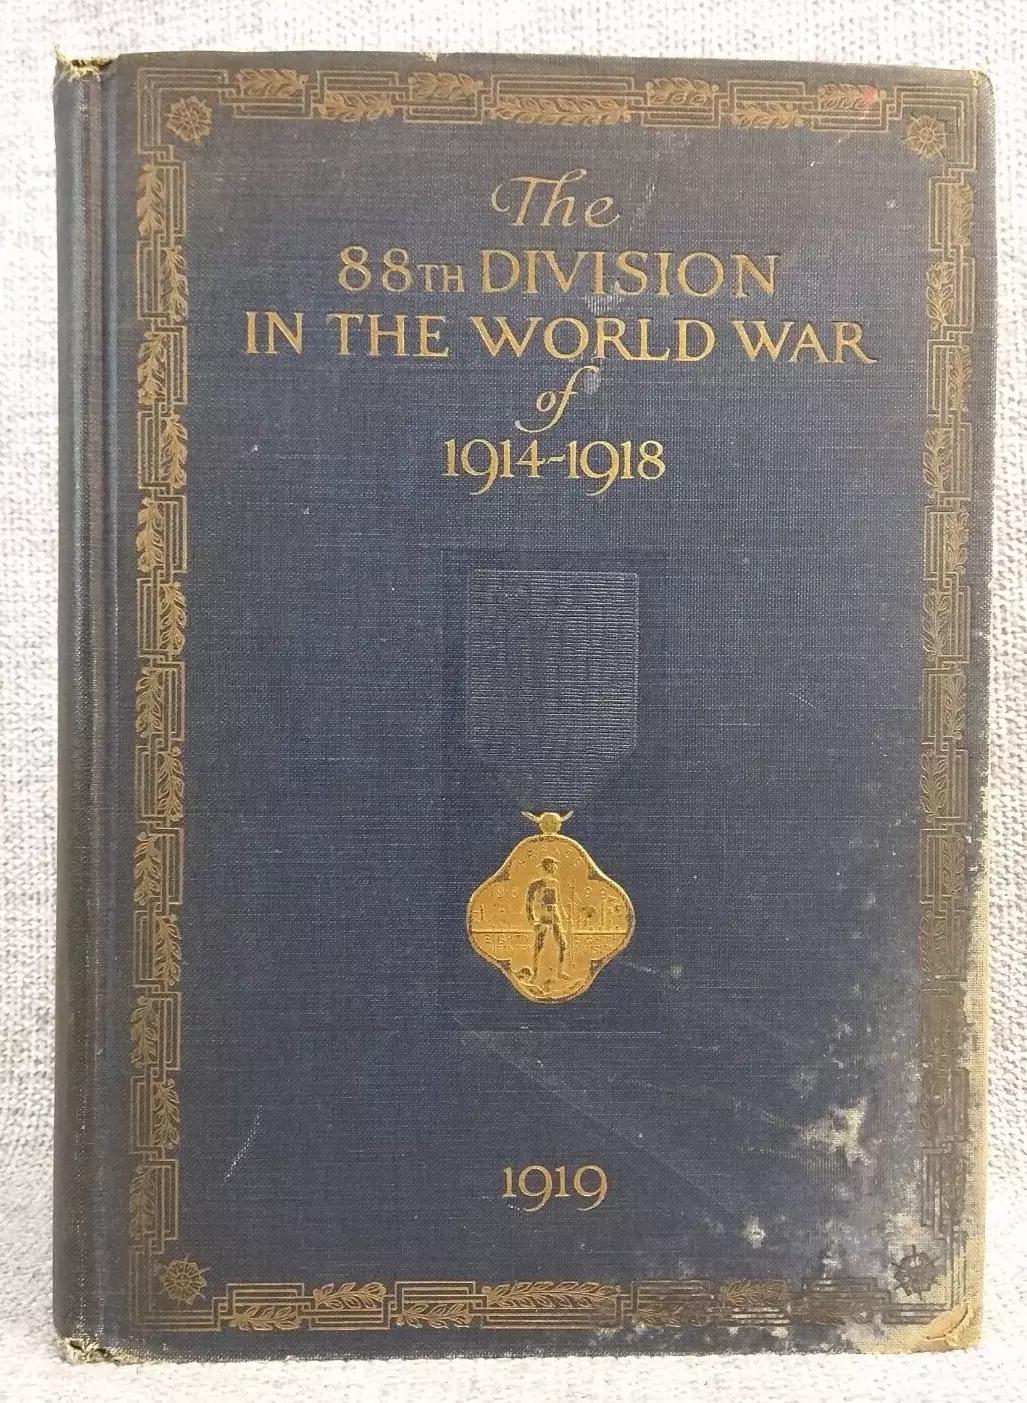 The
88TH DIVISION
IN THE WORLD WAR
of
1914-1918
1919